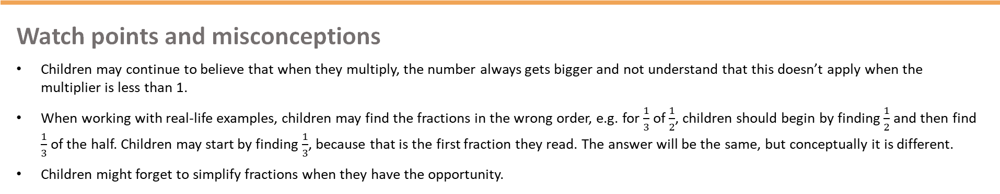 Watch points and misconceptions
• Children may continue to believe that when they multiply, the number always gets bigger and not understand that this doesn’t apply when the
multiplier is less than 1.
• When working with real-life examples, children may find the fractions in the wrong order, e.g. for 1/3 of 1/2, children should begin by finding 1/2 and then find
1/3 of the half. Children may start by finding 1/3, because that is the first fraction they read. The answer will be the same, but conceptually it is different.
• Children might forget to simplify fractions when they have the opportunity.